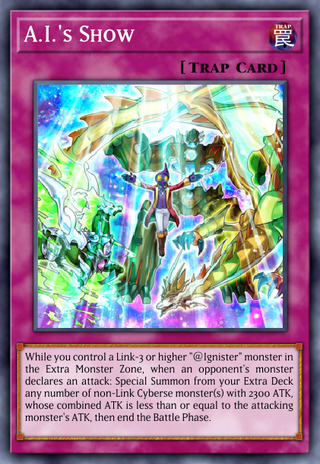 A.I.'s Show
TRAP
罠
[ Trap Card ]
While you control a Link-3 or higher "@Ignister" monster in
the Extra Monster Zone, when an opponent's monster
declares an attack: Special Summon from your Extra Deck
any number of non-Link Cyberse monster(s) with 2300 ATK,
whose combined ATK is less than or equal to the attacking
monster's ATK, then end the Battle Phase.